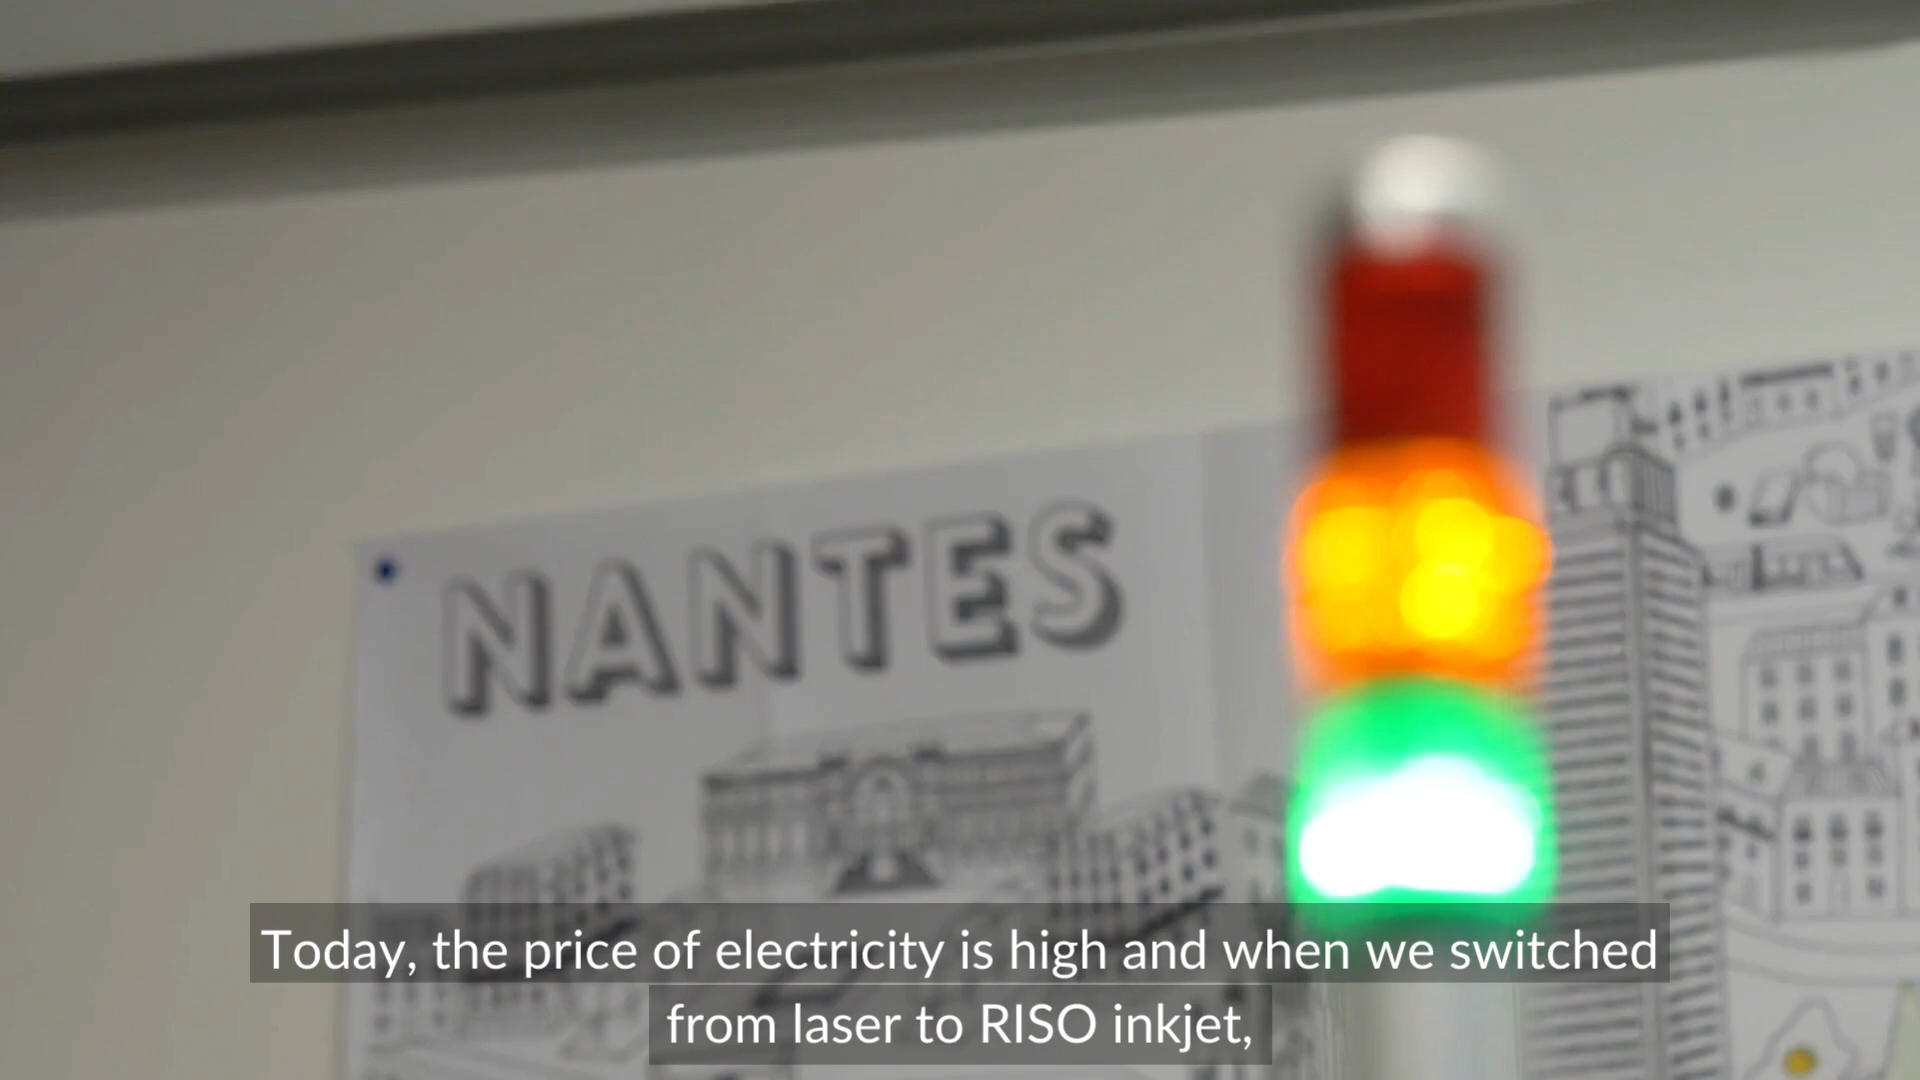 NANTES
Today, the price of electricity is high and when we switched
from laser to RISO inkjet,